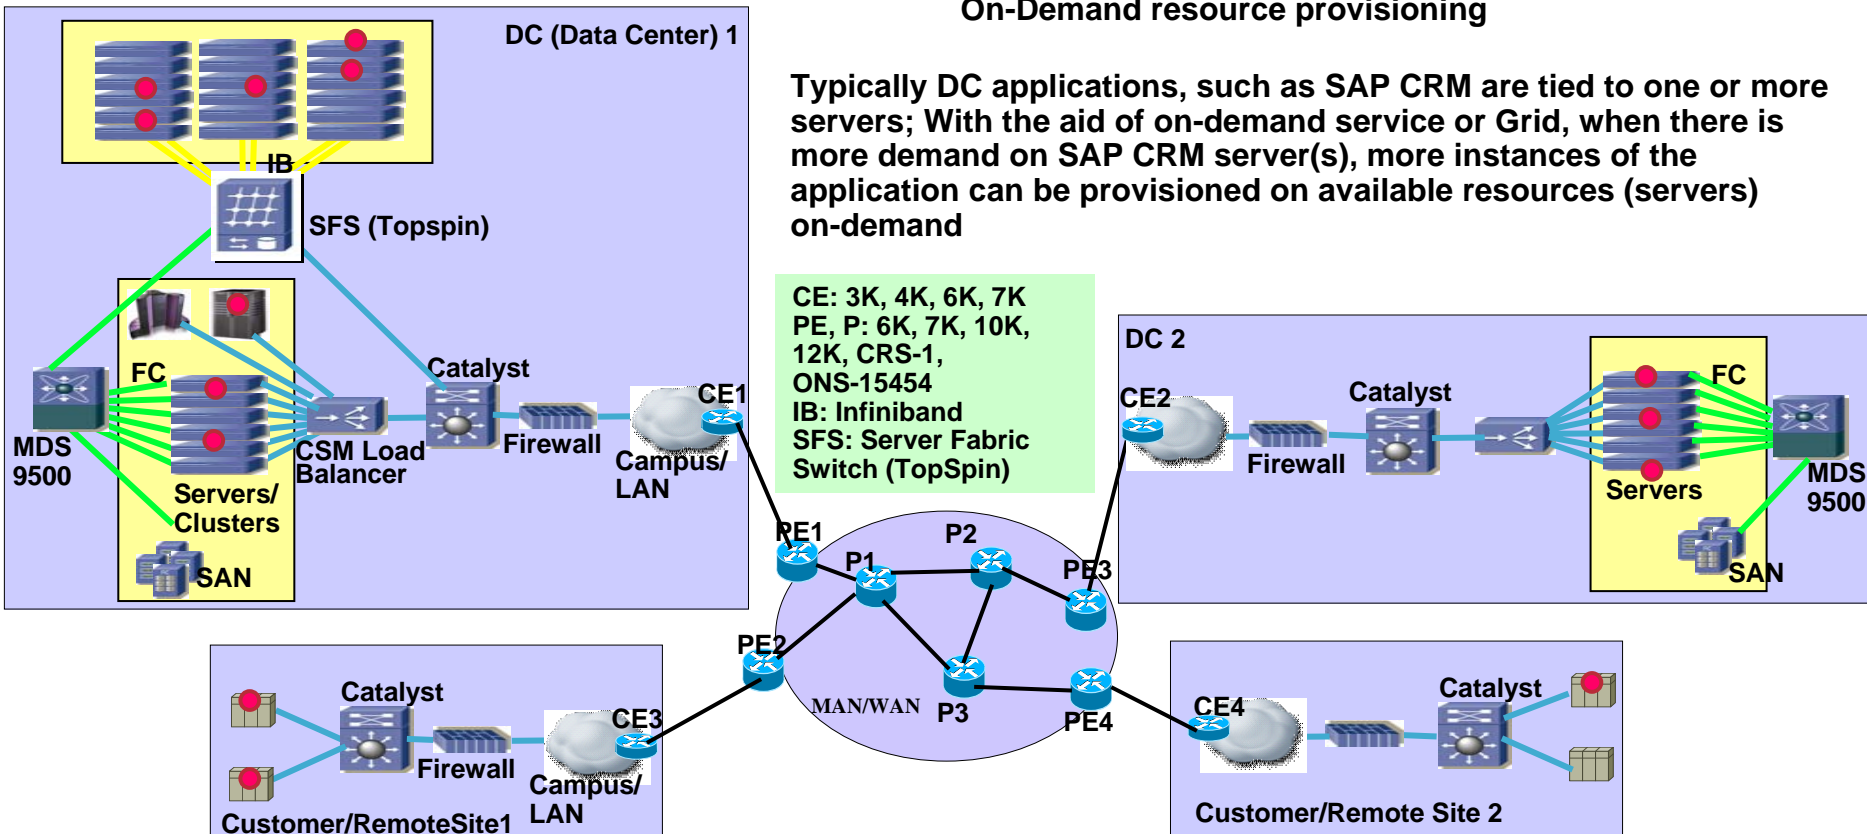 On-Demand resource provisioning
DC (Data Center) 1
Typically DC applications, such as SAP CRM are tied to one or more
servers; With the aid of on-demand service or Grid, when there is
more demand on SAP CRM server(s), more instances of the
application can be provisioned on available resources (servers)
on-demand
IB
SFS (Topspin)
CE: 3K, 4K, 6K, 7K
PE, P: 6K, 7K, 10K,
12K, CRS-1,
ONS-15454
IB: Infiniband
SFS: Server Fabric
Switch (TopSpin)
FC
Catalyst
CE1
MDS
9500
CSM Load
Balancer
Firewall
Campus/
LAN
Servers/
Clusters
SAN
DC 2
CE2
Catalyst
FC
Firewall
Servers
MDS
9500
SAN
PE1
P1
P2
PE3
PE2
MAN/WAN
P3
PE4
Catalyst
CE3
Firewall
Campus/
LAN
Customer/RemoteSite1
CE4
Catalyst
Customer/Remote Site 2